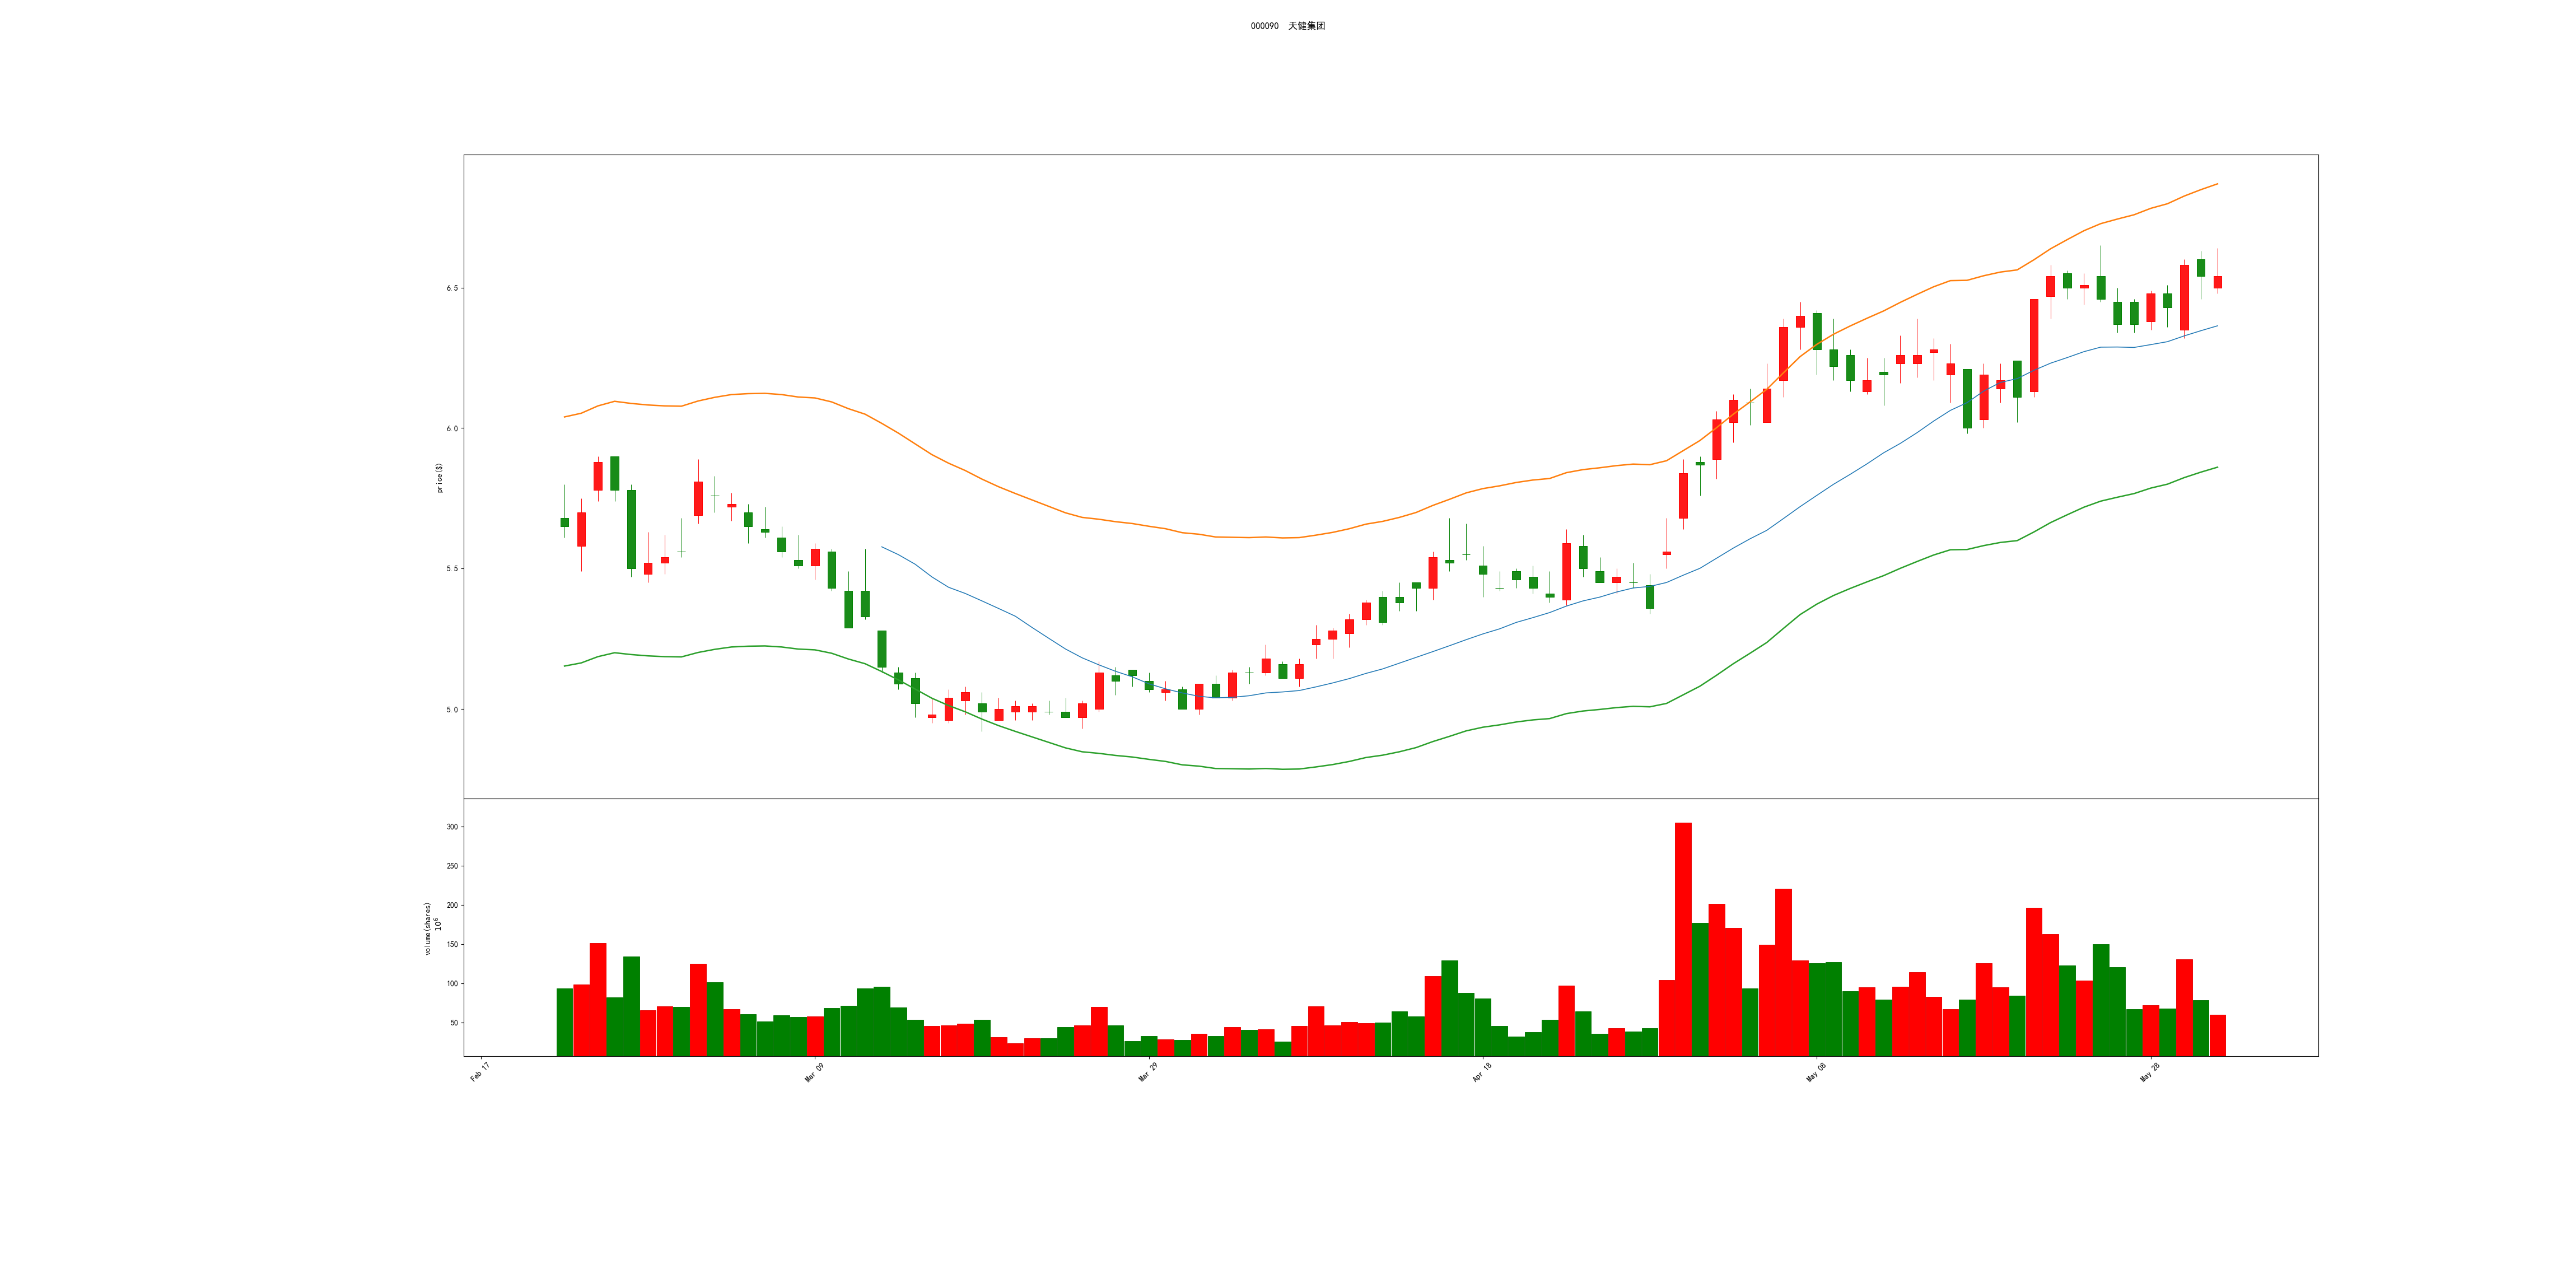 000090  天健集团
price($)
6.5
6.0
5.5
5.0
volume(shares)
10^6
300
250
200
150
100
50
Feb 17
Mar 09
Mar 29
Apr 18
May 08
May 28